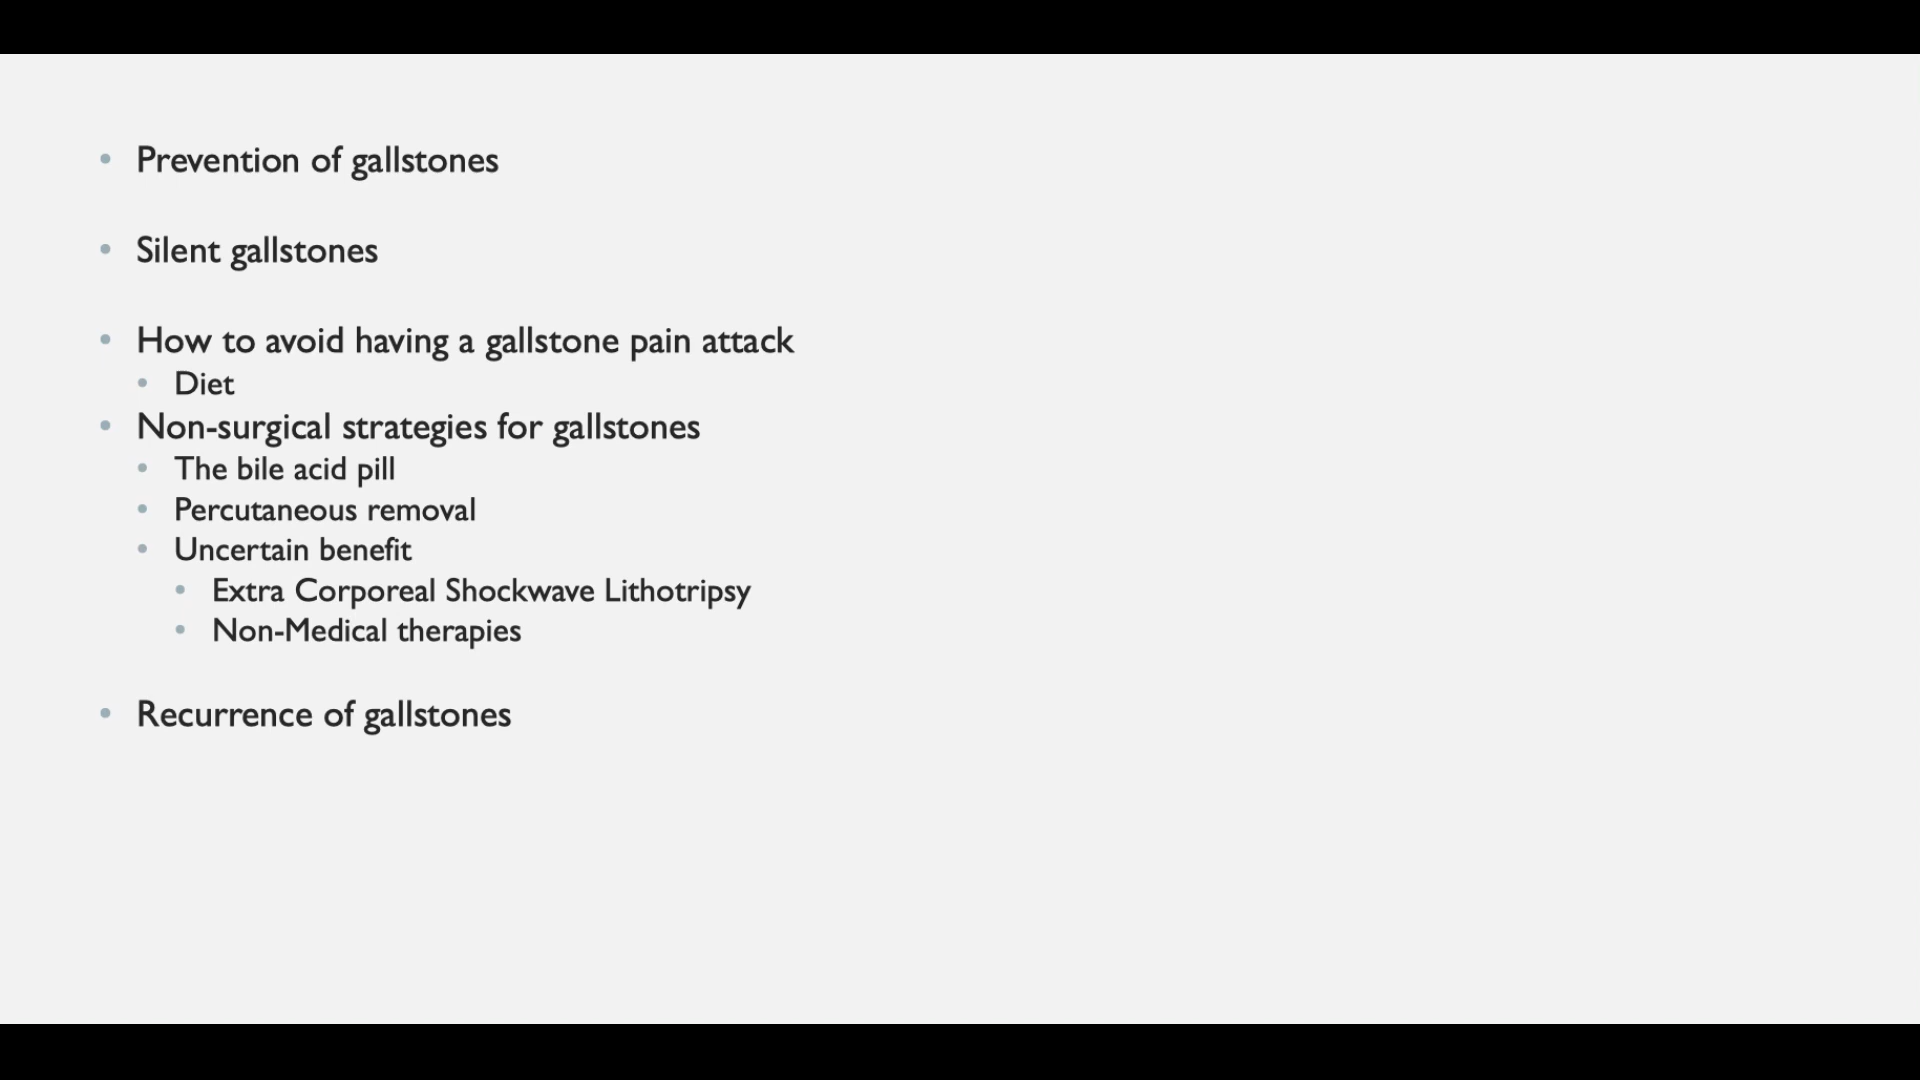 • Prevention of gallstones
• Silent gallstones
• How to avoid having a gallstone pain attack
• Diet
• Non-surgical strategies for gallstones
• The bile acid pill
• Percutaneous removal
• Uncertain benefit
• Extra Corporeal Shockwave Lithotripsy
• Non-Medical therapies
• Recurrence of gallstones